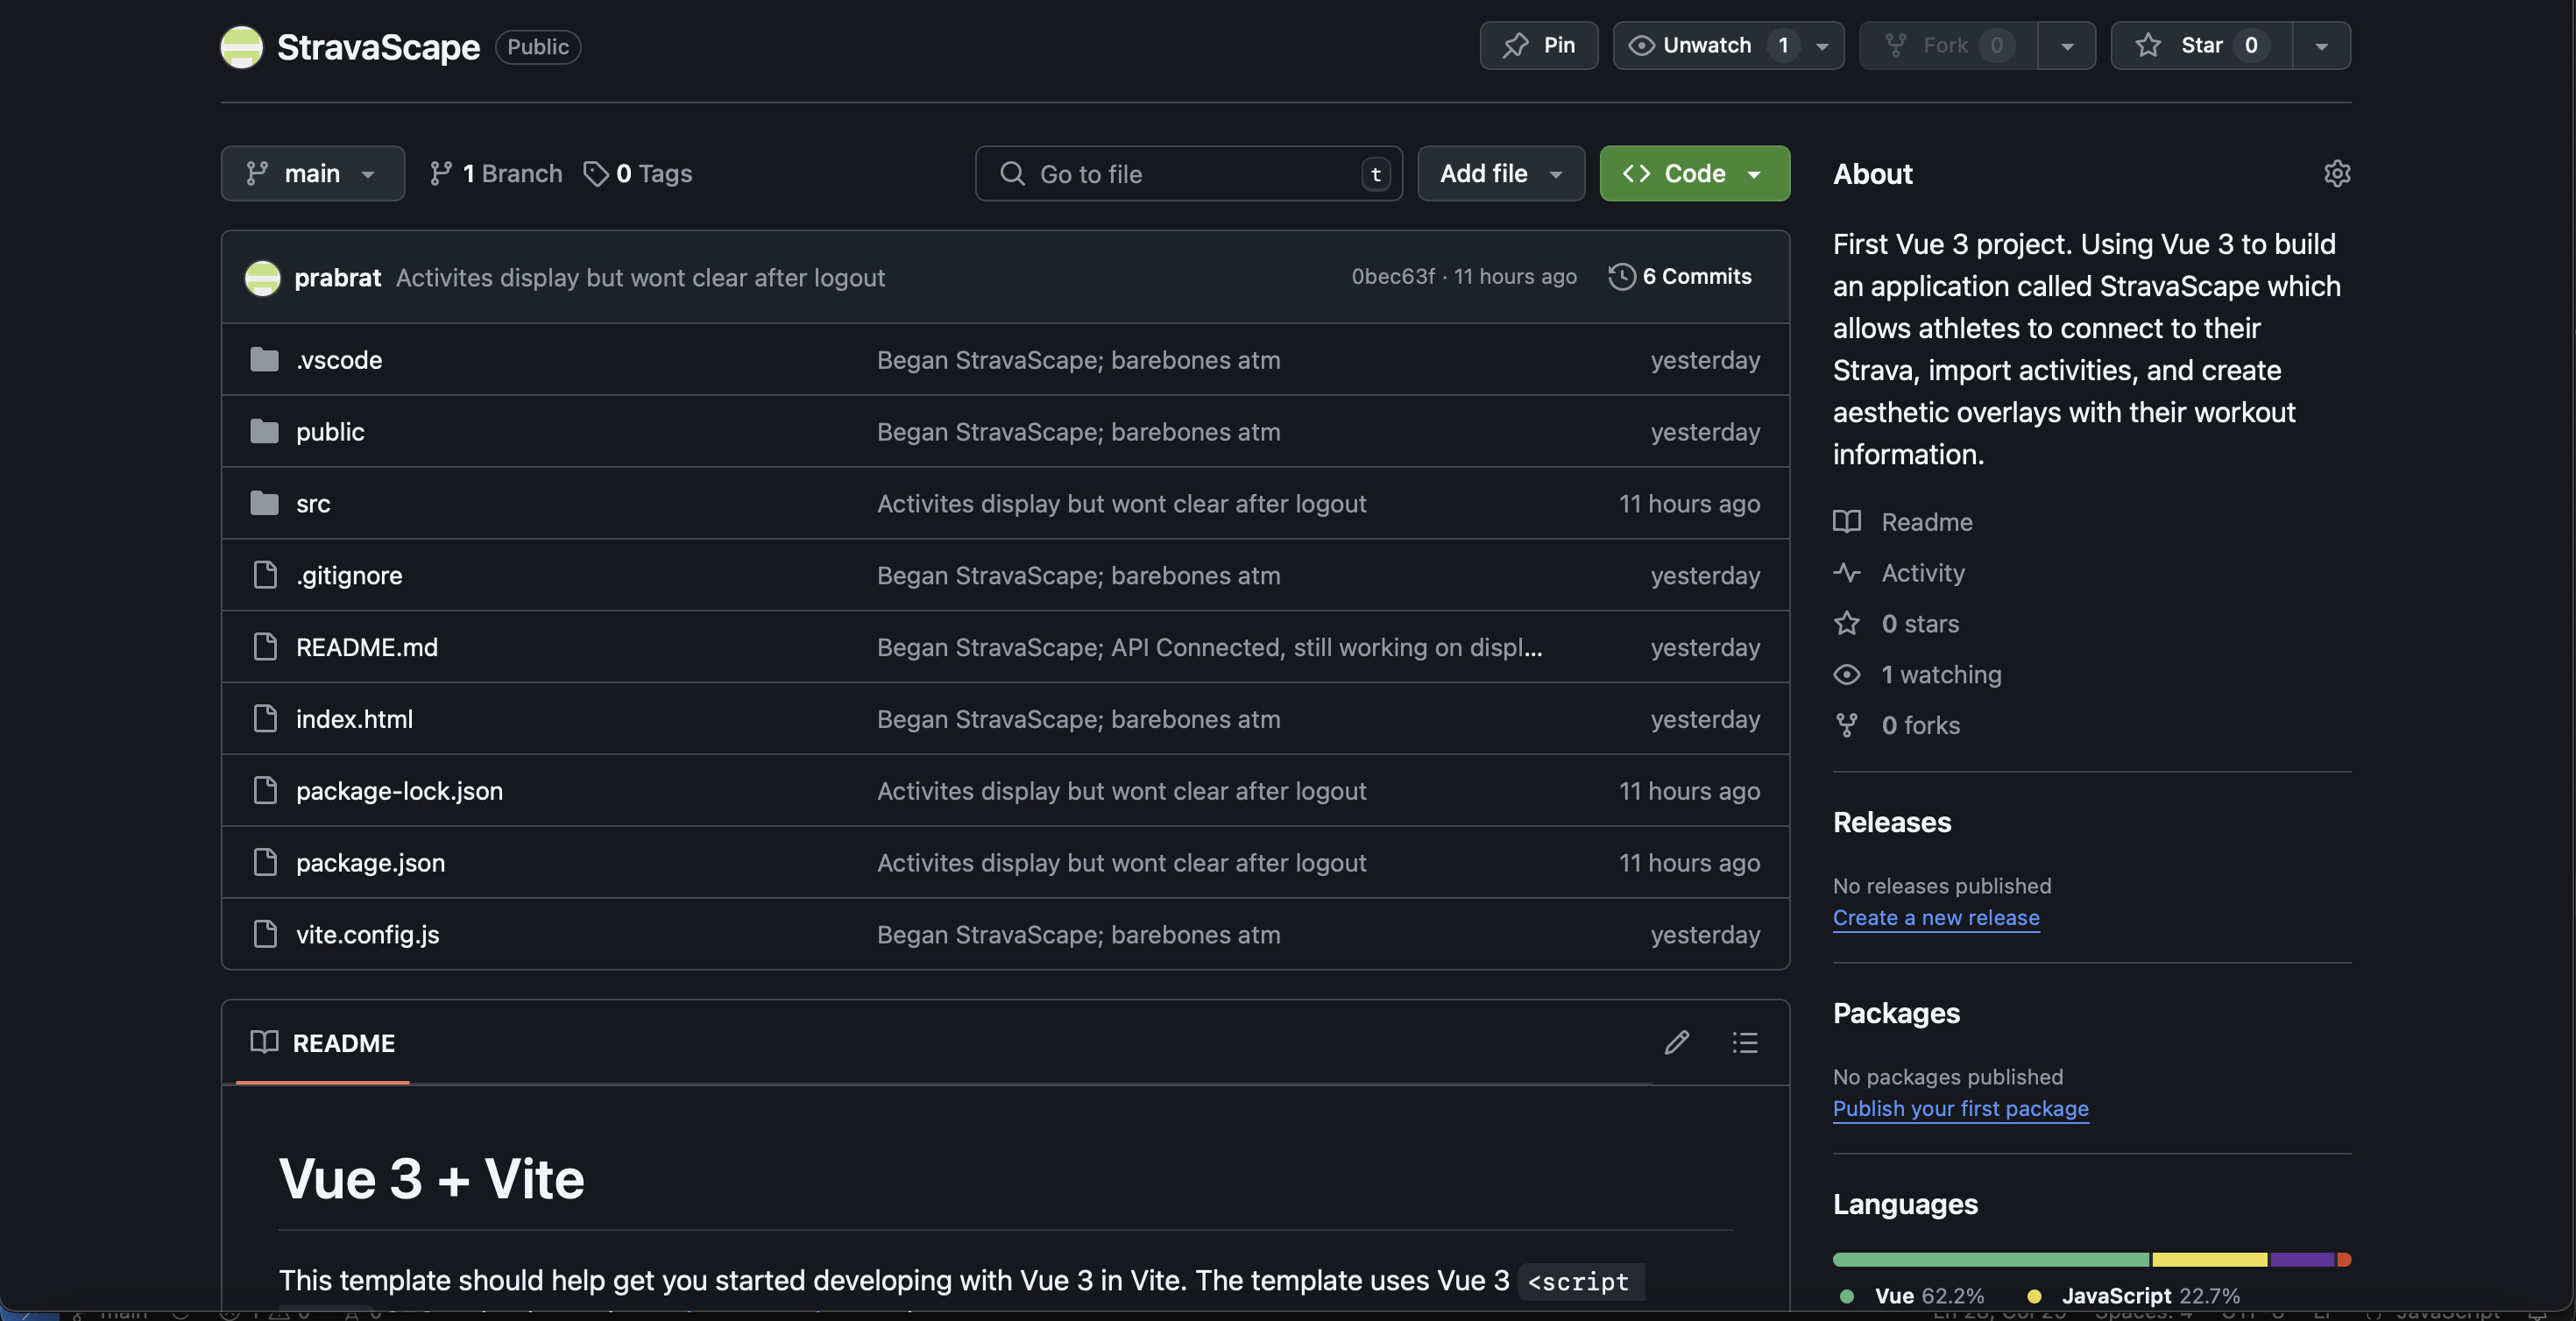 StravaScape Public
Pin Unwatch 1 Fork 0 Star 0
main 1 Branch 0 Tags Go to file t Add file Code
prabrat Activites display but wont clear after logout 0bec63f · 11 hours ago 6 Commits
.vscode Began StravaScape; barebones atm yesterday
public Began StravaScape; barebones atm yesterday
src Activites display but wont clear after logout 11 hours ago
.gitignore Began StravaScape; barebones atm yesterday
README.md Began StravaScape; API Connected, still working on displ... yesterday
index.html Began StravaScape; barebones atm yesterday
package-lock.json Activites display but wont clear after logout 11 hours ago
package.json Activites display but wont clear after logout 11 hours ago
vite.config.js Began StravaScape; barebones atm yesterday
README
Vue 3 + Vite
This template should help get you started developing with Vue 3 in Vite. The template uses Vue 3 <script
About
First Vue 3 project. Using Vue 3 to build
an application called StravaScape which
allows athletes to connect to their
Strava, import activities, and create
aesthetic overlays with their workout
information.
Readme
Activity
0 stars
1 watching
0 forks
Releases
No releases published
Create a new release
Packages
No packages published
Publish your first package
Languages
Vue 62.2% JavaScript 22.7%